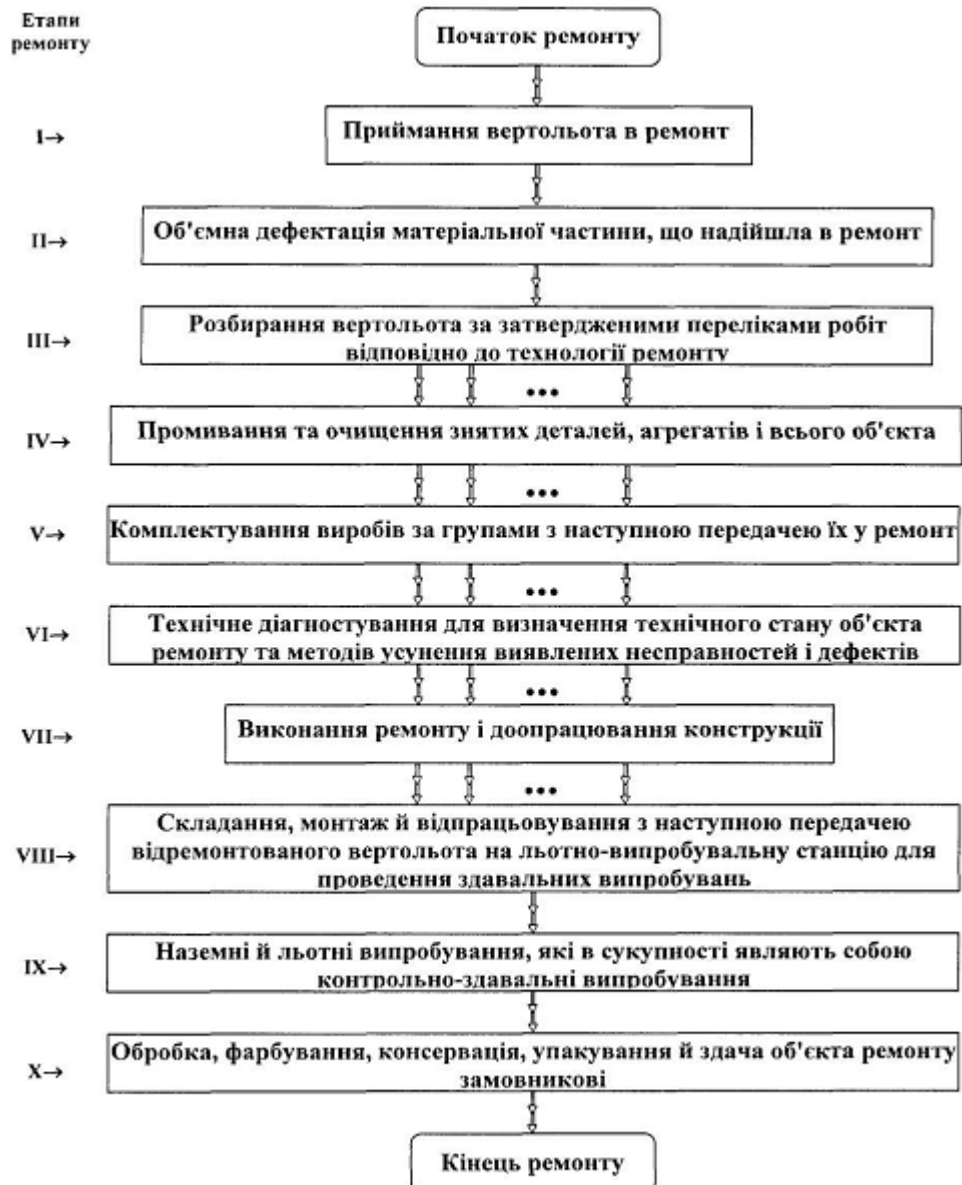 Етапи
ремонту
Початок ремонту
I→
Приймання вертольота в ремонт
II→
Об'ємна дефектація матеріальної частини, що надійшла в ремонт
III→
Розбирання вертольота за затвердженими переліками робіт
відповідно до технології ремонту
...
IV→
Промивання та очищення знятих деталей, агрегатів і всього об'єкта
...
V→
Комплектування виробів за групами з наступною передачею їх у ремонт
...
VI→
Технічне діагностування для визначення технічного стану об'єкта
ремонту та методів усунення виявлених несправностей і дефектів
...
VII→
Виконання ремонту і доопрацювання конструкції
...
VIII→
Складання, монтаж й відпрацьовування з наступною передачею
відремонтованого вертольота на льотно-випробувальну станцію для
проведення здавальних випробувань
IX→
Наземні й льотні випробування, які в сукупності являють собою
контрольно-здавальні випробування
X→
Обробка, фарбування, консервація, упакування й здача об'єкта ремонту
замовникові
Кінець ремонту